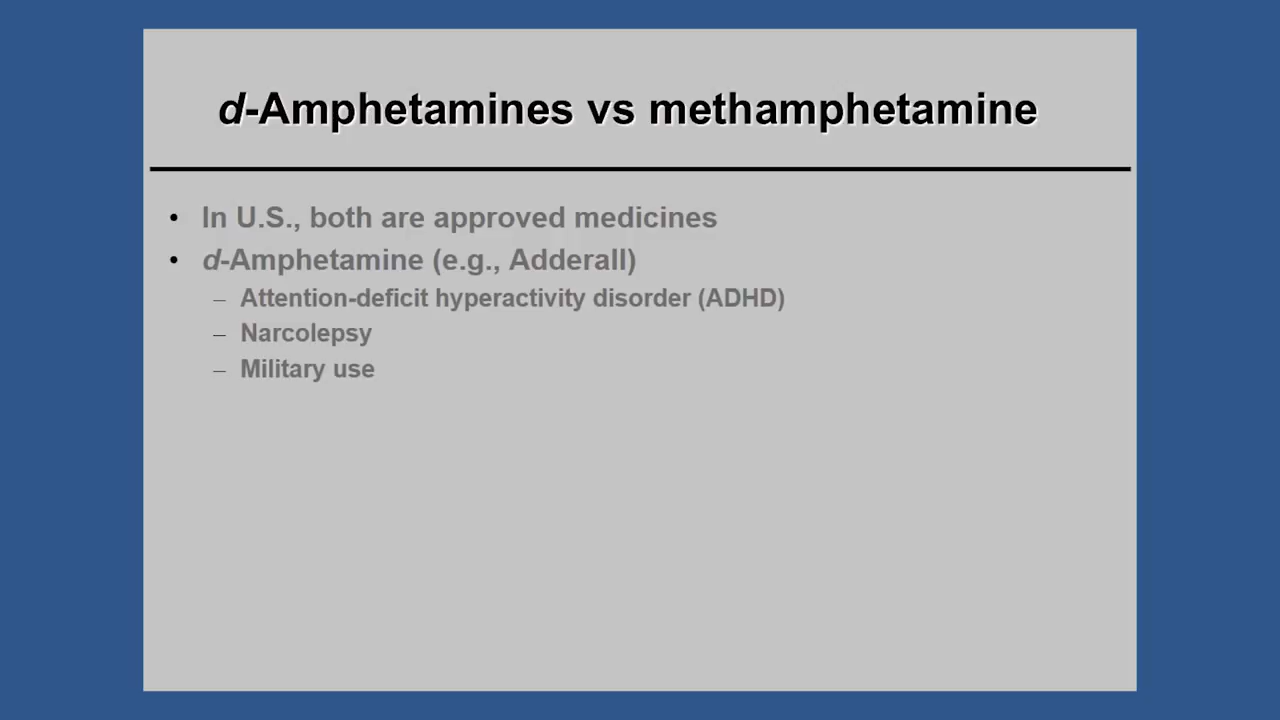 d-Amphetamines vs methamphetamine
• In U.S., both are approved medicines
• d-Amphetamine (e.g., Adderall)
– Attention-deficit hyperactivity disorder (ADHD)
– Narcolepsy
– Military use